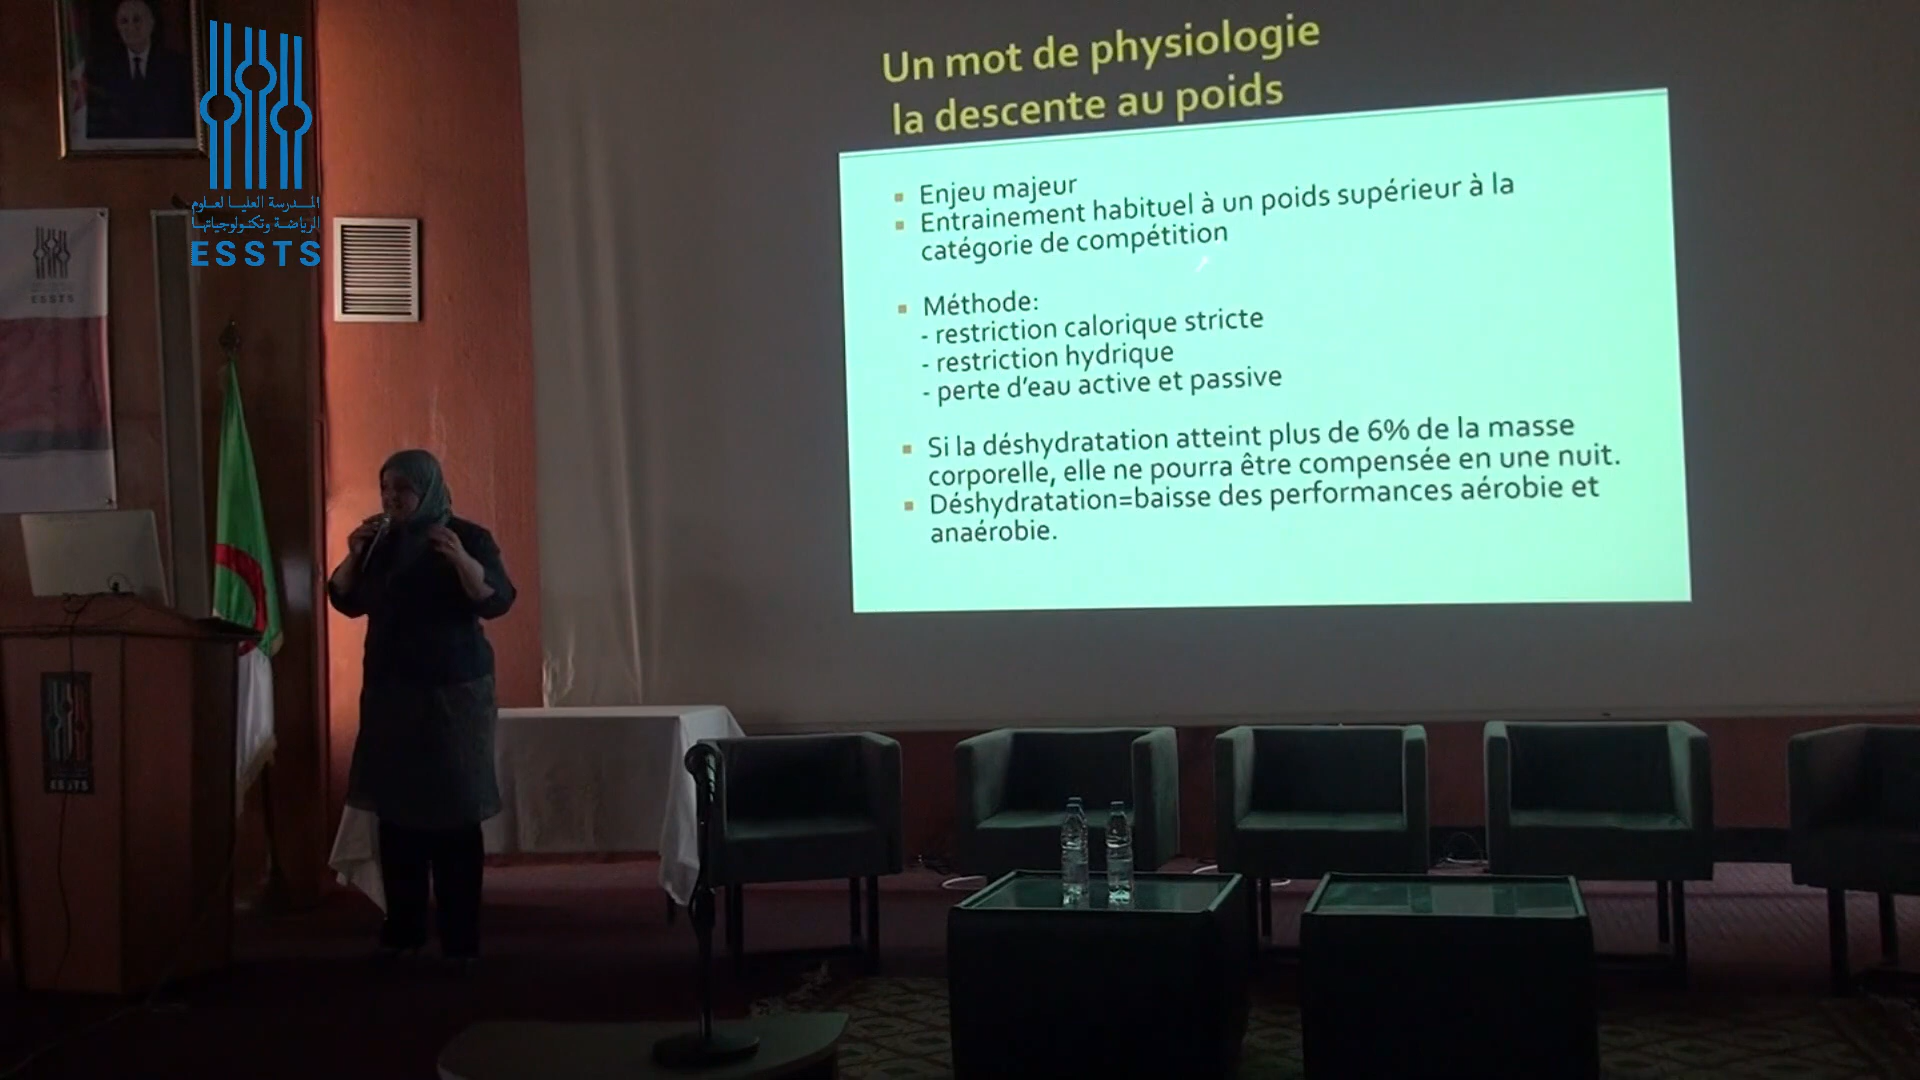 المدرسة العليا لعلوم
الرياضة وتكنولوجياتها
ESSTS
ESSTS
ESSTS
Un mot de physiologie
la descente au poids
Enjeu majeur
Entrainement habituel à un poids supérieur à la
catégorie de compétition
Méthode:
- restriction calorique stricte
- restriction hydrique
- perte d'eau active et passive
Si la déshydratation atteint plus de 6% de la masse
corporelle, elle ne pourra être compensée en une nuit.
Déshydratation=baisse des performances aérobie et
anaérobie.